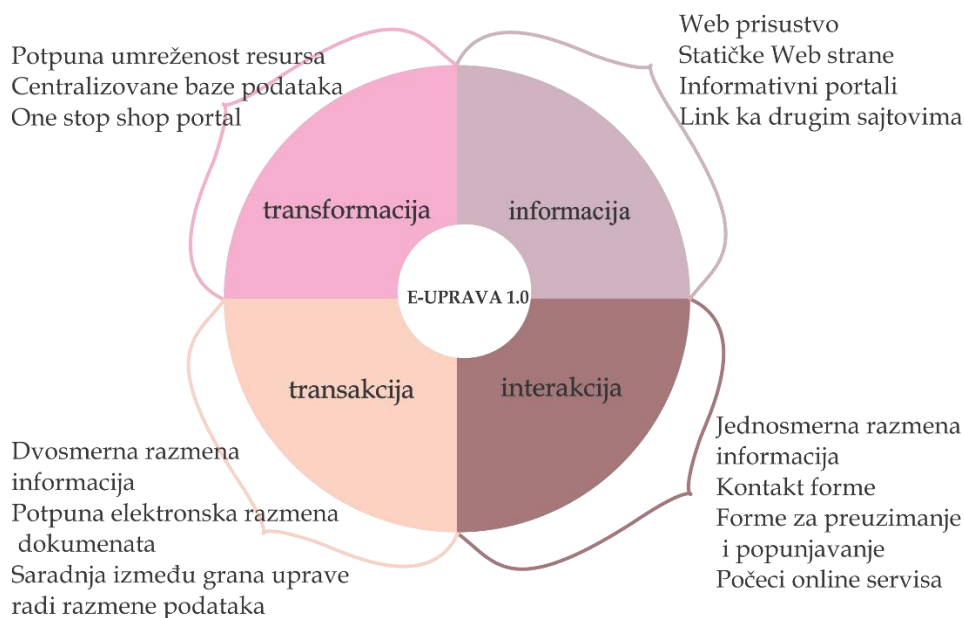 Potpuna umreženost resursa
Centralizovane baze podataka
One stop shop portal
Web prisustvo
Statičke Web strane
Informativni portali
Link ka drugim sajtovima
transformacija
informacija
E-UPRAVA 1.0
transakcija
interakcija
Dvosmerna razmena
informacija
Potpuna elektronska razmena
dokumenata
Saradnja između grana uprave
radi razmene podataka
Jednosmerna razmena
informacija
Kontakt forme
Forme za preuzimanje
i popunjavanje
Počeci online servisa